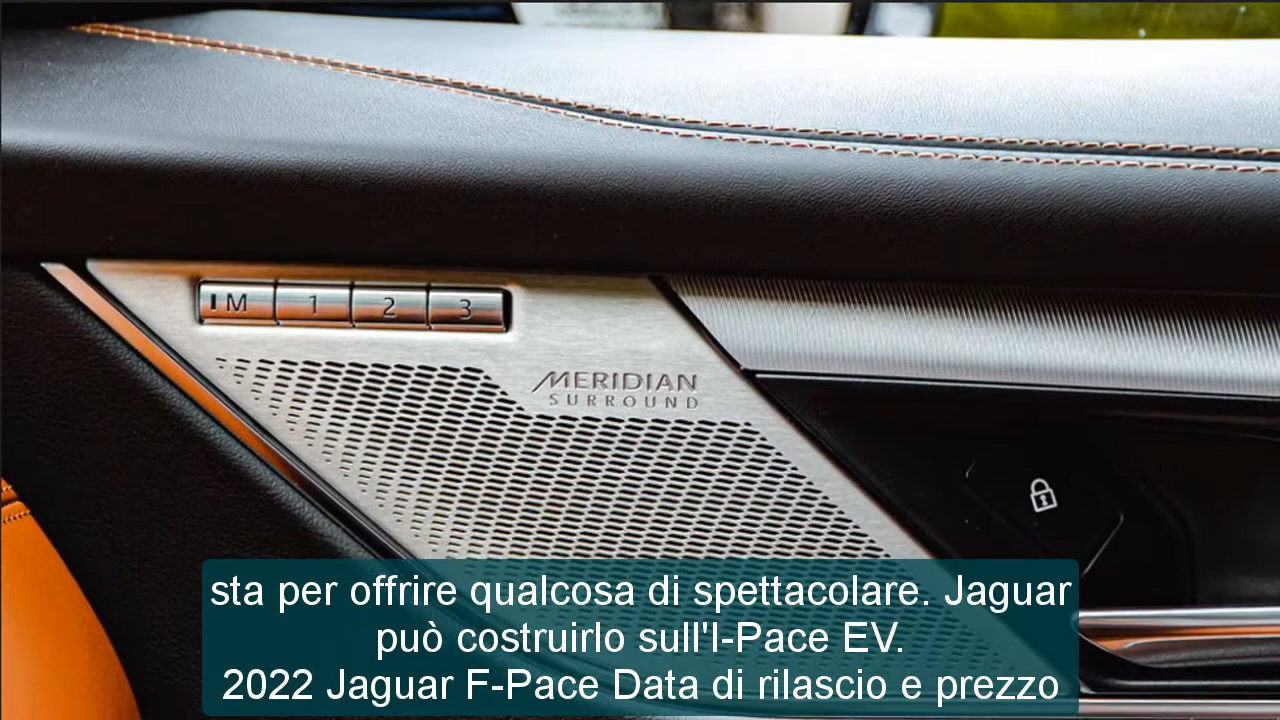 M 1 2 3
MERIDIAN
SURROUND
sta per offrire qualcosa di spettacolare. Jaguar
può costruirlo sull'I-Pace EV.
2022 Jaguar F-Pace Data di rilascio e prezzo